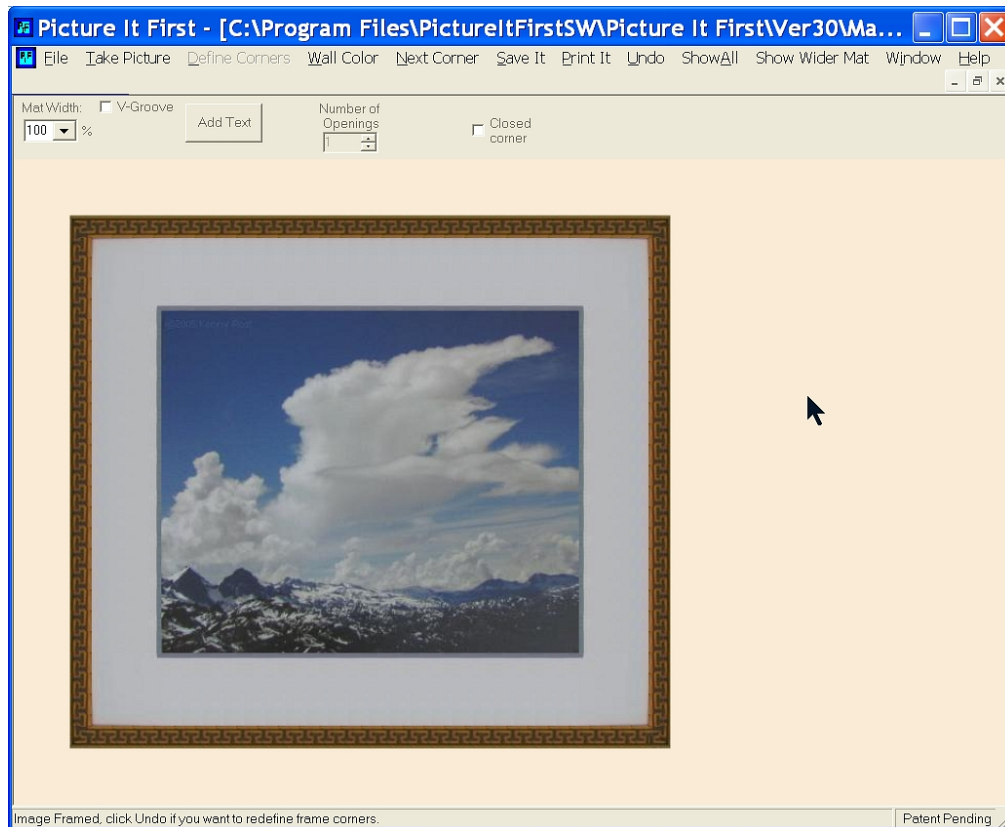 Picture It First - [C:\Program Files\PictureItFirstSW\Picture It First\Ver30\Ma...
File Take Picture Define Corners Wall Color Next Corner Save It Print It Undo ShowAll Show Wider Mat Window Help
Mat Width: V-Groove
100 %
Add Text
Number of
Openings
1
Closed
corner
Image Framed, click Undo if you want to redefine frame corners.
Patent Pending